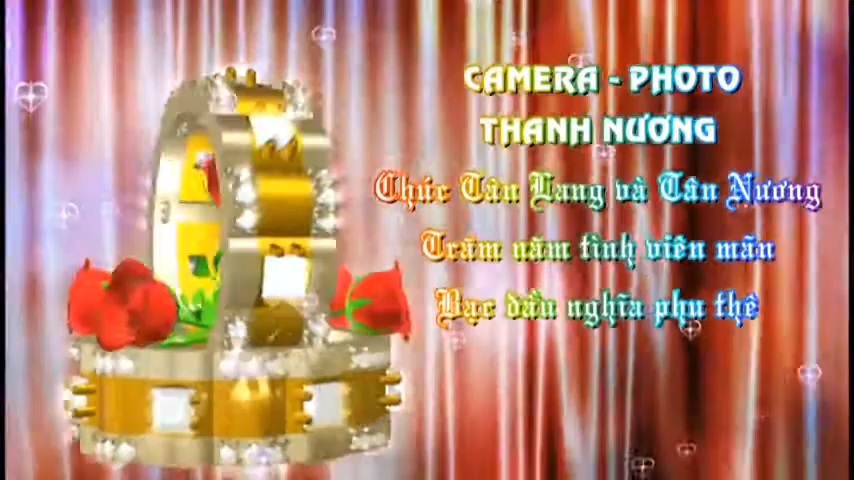 CAMERA - PHOTO
THANH NƯƠNG
Chúc Tân Lang và Tân Nương
Trăm năm tình viên mãn
Bạc đầu nghĩa phu thê